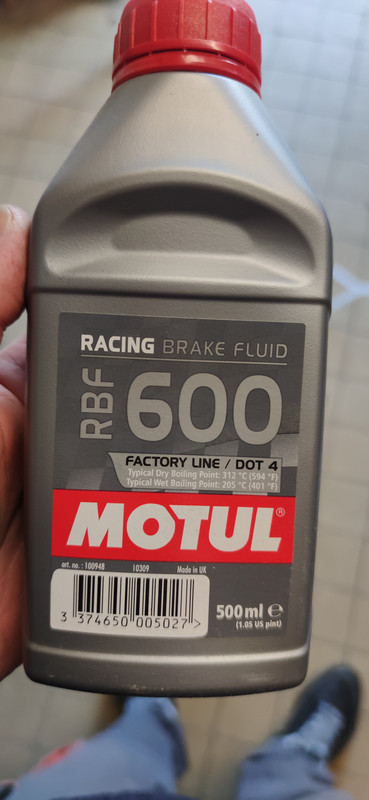 RACING BRAKE FLUID
RBF 600
FACTORY LINE / DOT 4
Typical Dry Boiling Point: 312 °C (594 °F)
Typical Wet Boiling Point: 205 °C (401 °F)
MOTUL®
art. no. : 100948 10309 Made in UK
3 374650 005027 >
500 ml ℮
(1.05 US pint)